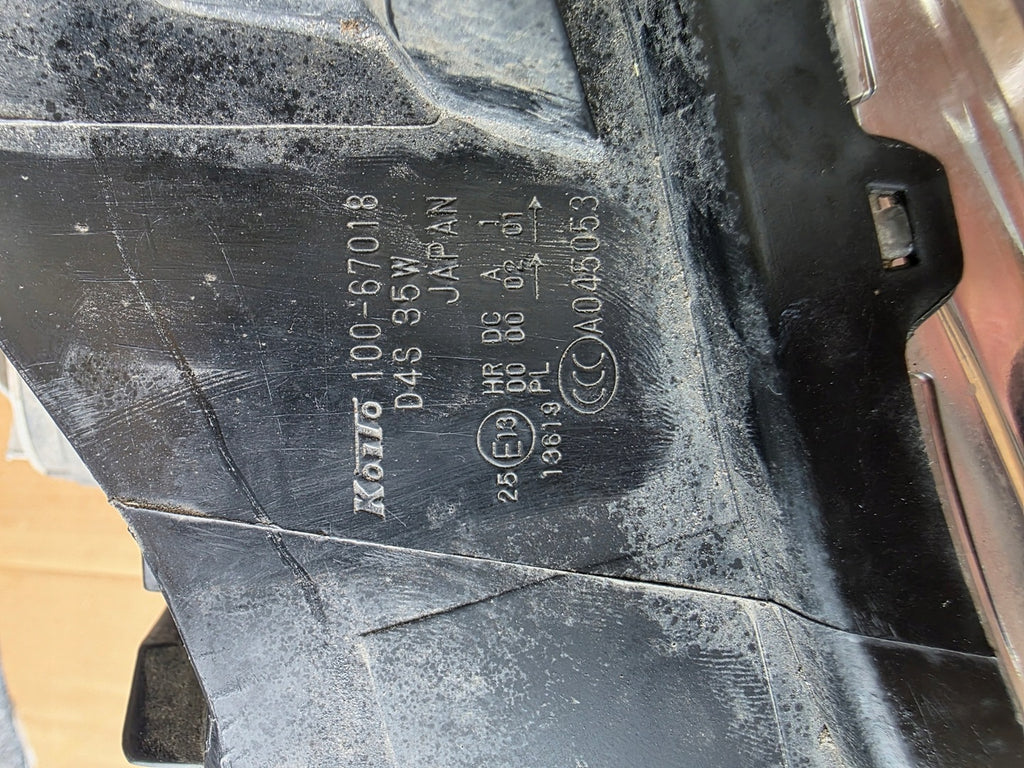 Koito 100-67018
D4S 35W
JAPAN
HR DC A 1
25 E13 00 00 02 01
13619 PL
CCC A045053